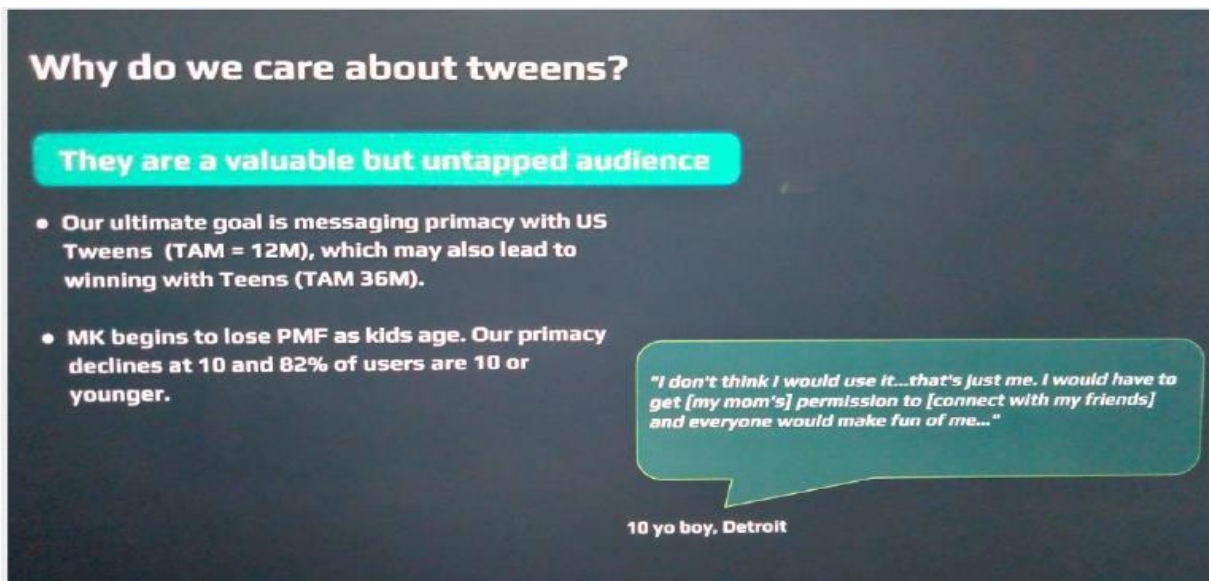 Why do we care about tweens?
They are a valuable but untapped audience
• Our ultimate goal is messaging primacy with US
Tweens (TAM = 12M), which may also lead to
winning with Teens (TAM 36M).
• MK begins to lose PMF as kids age. Our primacy
declines at 10 and 82% of users are 10 or
younger.
"I don't think I would use it...that's just me. I would have to
get [my mom's] permission to [connect with my friends]
and everyone would make fun of me..."
10 yo boy, Detroit